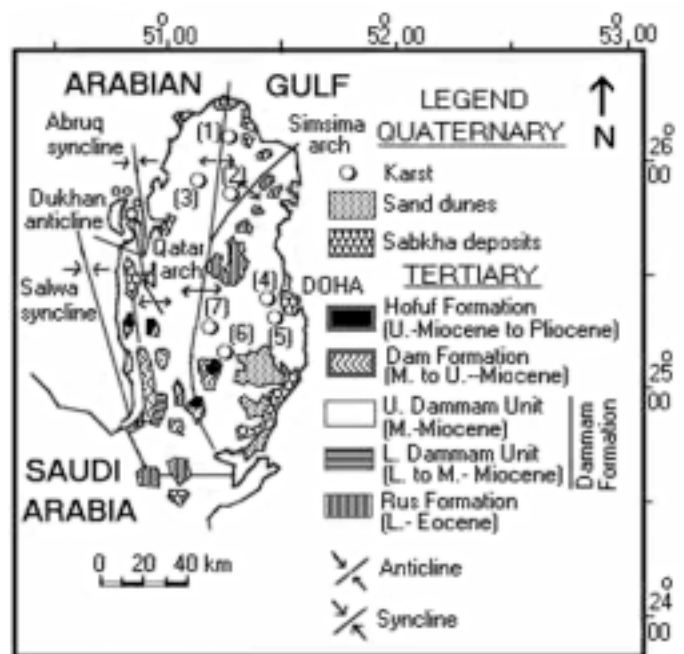 51°00
52°00
53°00
ARABIAN GULF
LEGEND
QUATERNARY
N
26°00
Abruq
syncline
Simsima
arch
(1)
(2)
(3)
Karst
Sand dunes
Sabkha deposits
Dukhan
anticline
Qatar
arch
Salwa
syncline
TERTIARY
DOHA
(4)
(5)
(6)
(7)
Hofuf Formation
(U.-Miocene to Pliocene)
Dam Formation
(M. to U.--Miocene)
25°00
U. Dammam Unit
(M.-Miocene)
L. Dammam Unit
(L. to M.- Miocene)
Dammam
Formation
Rus Formation
(L.- Eocene)
SAUDI
ARABIA
0 20 40 km
Anticline
Syncline
24°00